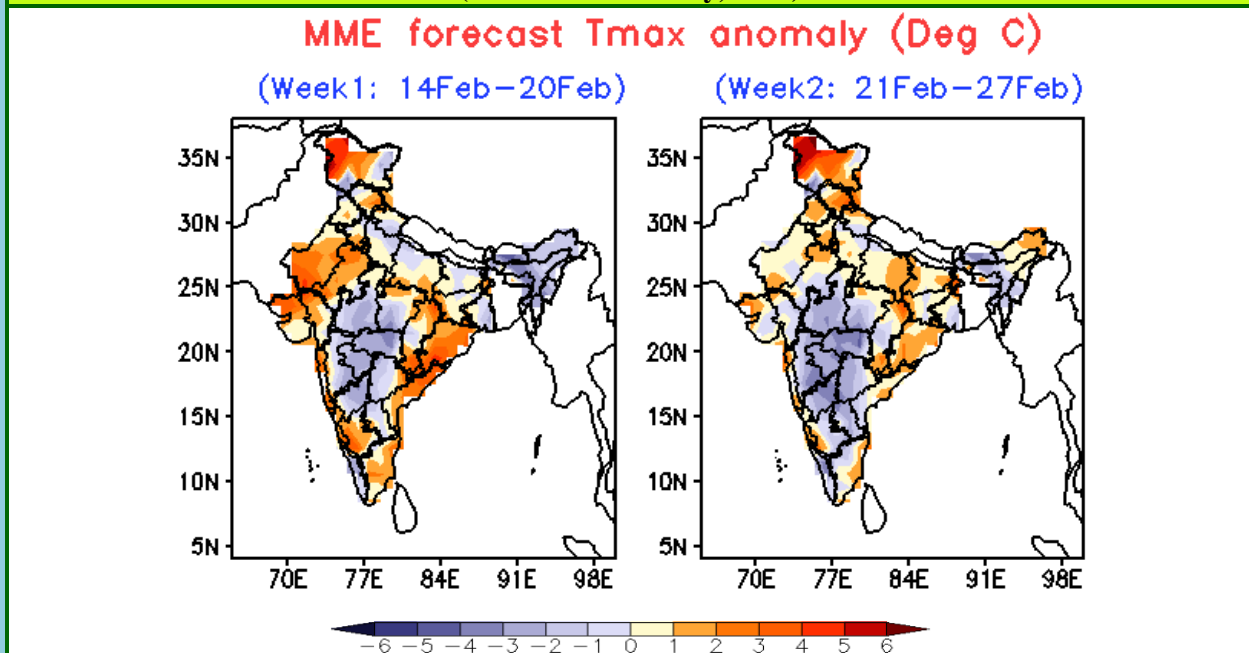 MME forecast Tmax anomaly (Deg C)
(Week1: 14Feb−20Feb)
(Week2: 21Feb−27Feb)
35N
30N
25N
20N
15N
10N
5N
70E 77E 84E 91E 98E
35N
30N
25N
20N
15N
10N
5N
70E 77E 84E 91E 98E
−6 −5 −4 −3 −2 −1 0 1 2 3 4 5 6